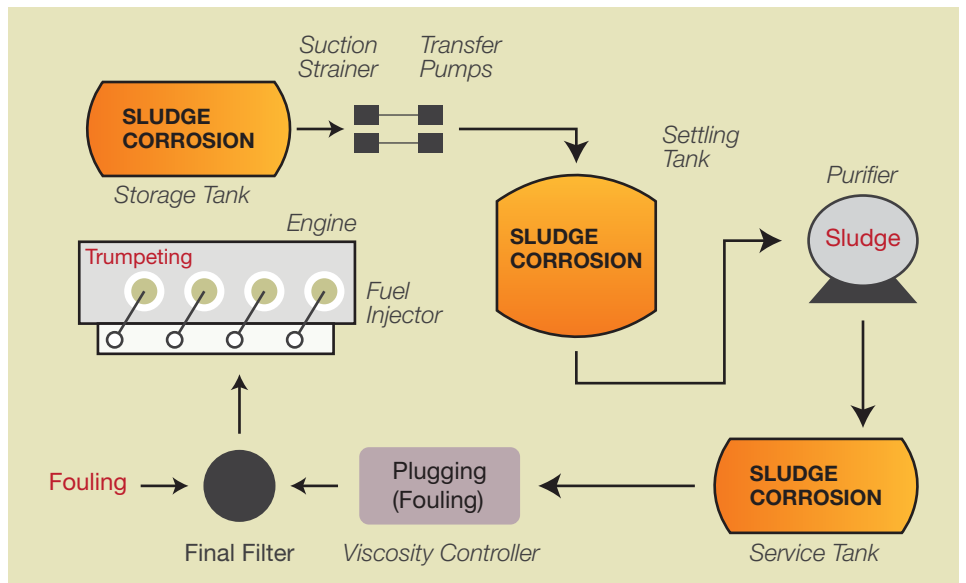 Suction
Strainer
Transfer
Pumps
SLUDGE
CORROSION
Storage Tank
Settling
Tank
SLUDGE
CORROSION
Purifier
Sludge
Engine
Trumpeting
Fuel
Injector
SLUDGE
CORROSION
Service Tank
Plugging
(Fouling)
Viscosity Controller
Fouling
Final Filter